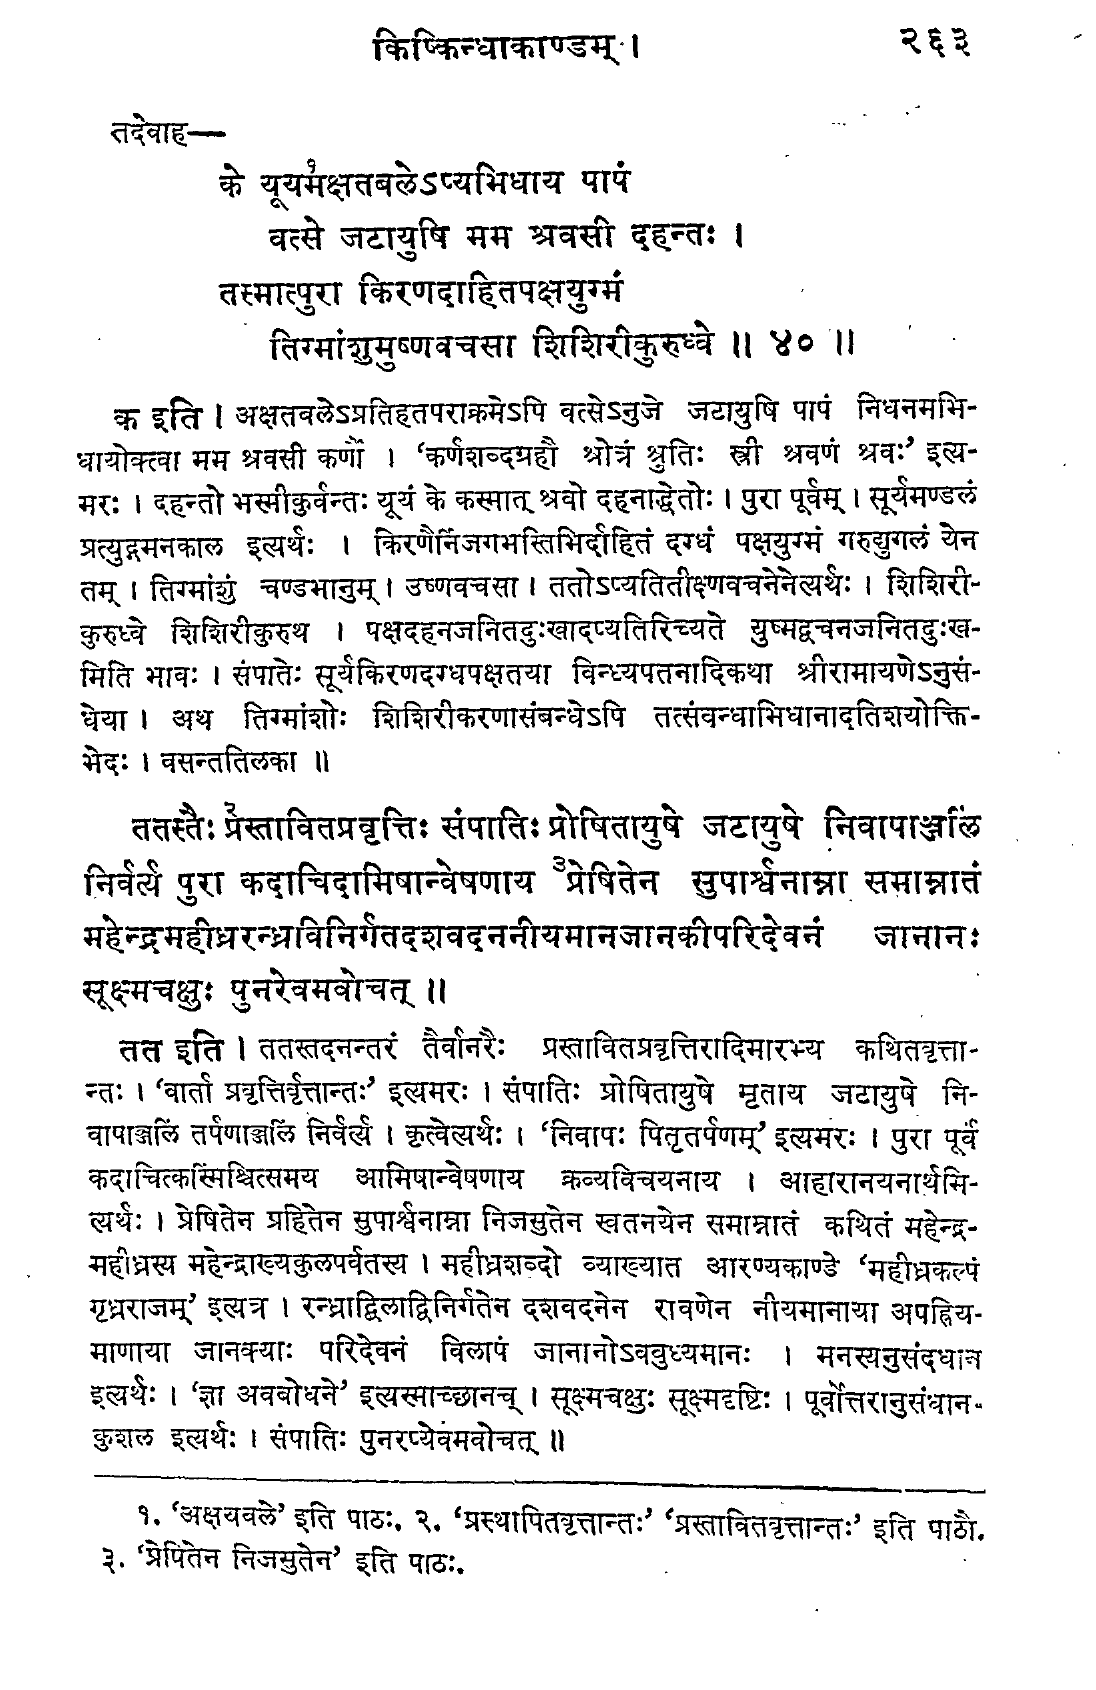 किष्किन्धाकाण्डम् ।
२६३
तदेवाह—
के यूयम१क्षतबलेऽप्यभिधाय पापं
वत्से जटायुषि मम श्रवसी दहन्तः ।
तस्मात्पुरा किरणदाहितपक्षयुग्मं
तिग्मांशुमुष्णवचसा शिशिरीकुरुध्वे ॥ ४० ॥
क इति । अक्षतबलेऽप्रतिहतपराक्रमेऽपि वत्सेऽनुजे जटायुषि पापं निधनमभि-
धायोक्त्वा मम श्रवसी कर्णौ । ‘कर्णशब्दग्रहौ श्रोत्रं श्रुतिः स्त्री श्रवणं श्रवः’ इत्य-
मरः । दहन्तो भस्मीकुर्वन्तः यूयं के कस्मात् श्रवो दहनाद्धेतोः । पुरा पूर्वम् । सूर्यमण्डलं
प्रत्युद्गमनकाल इत्यर्थः । किरणैर्निजगभस्तिभिर्दाहितं दग्धं पक्षयुग्मं गरुद्युगलं येन
तम् । तिग्मांशुं चण्डभानुम् । उष्णवचसा । ततोऽप्यतितीक्ष्णवचनेनेत्यर्थः । शिशिरी-
कुरुध्वे शिशिरीकुरुथ । पक्षदहनजनितदुःखादप्यतिरिच्यते युष्मद्वचनजनितदुःख-
मिति भावः । संपातेः सूर्यकिरणदग्धपक्षतया विन्ध्यपतनादिकथा श्रीरामायणेऽनुसं-
धेया । अथ तिग्मांशोः शिशिरीकरणासंबन्धेऽपि तत्संबन्धाभिधानादतिशयोक्ति-
भेदः । वसन्ततिलका ॥
ततस्तैः प्र२स्तावितप्रवृत्तिः संपातिः प्रोषितायुषे जटायुषे निवापाञ्जलिं
निर्वर्त्य पुरा कदाचिदामिषान्वेषणाय ३प्रेषितेन सुपार्श्वनाम्ना समाम्नातं
महेन्द्रमहीध्ररन्ध्रविनिर्गतदशवदननीयमानजानकीपरिदेवनं जानानः
सूक्ष्मचक्षुः पुनरेवमवोचत् ॥
तत इति । ततस्तदनन्तरं तैर्वानरैः प्रस्तावितप्रवृत्तिरादिमारभ्य कथितवृत्ता-
न्तः । ‘वार्ता प्रवृत्तिर्वृत्तान्तः’ इत्यमरः । संपातिः प्रोषितायुषे मृताय जटायुषे नि-
वापाञ्जलिं तर्पणाञ्जलिं निर्वर्त्य । कृत्वेत्यर्थः । ‘निवापः पितृतर्पणम्’ इत्यमरः । पुरा पूर्वं
कदाचित्कस्मिंश्चित्समय आमिषान्वेषणाय क्रव्यविचयनाय । आहारानयनार्थमि-
त्यर्थः । प्रेषितेन प्रहितेन सुपार्श्वनाम्ना निजसुतेन स्वतनयेन समाम्नातं कथितं महेन्द्र-
महीध्रस्य महेन्द्राख्यकुलपर्वतस्य । महीध्रशब्दो व्याख्यात आरण्यकाण्डे ‘महीध्रकल्पं
गृध्रराजम्’ इत्यत्र । रन्ध्राद्बिलाद्विनिर्गतेन दशवदनेन रावणेन नीयमानाया अपह्रिय-
माणाया जानक्याः परिदेवनं विलापं जानानोऽवबुध्यमानः । मनस्यनुसंदधान
इत्यर्थः । ‘ज्ञा अवबोधने’ इत्यस्माच्छानच् । सूक्ष्मचक्षुः सूक्ष्मदृष्टिः । पूर्वोत्तरानुसंधान-
कुशल इत्यर्थः । संपातिः पुनरप्येवमवोचत् ॥
१. ‘अक्षयबले’ इति पाठः. २. ‘प्रस्थापितवृत्तान्तः’ ‘प्रस्तावितवृत्तान्तः’ इति पाठौ.
३. ‘प्रेषितेन निजसुतेन’ इति पाठः.